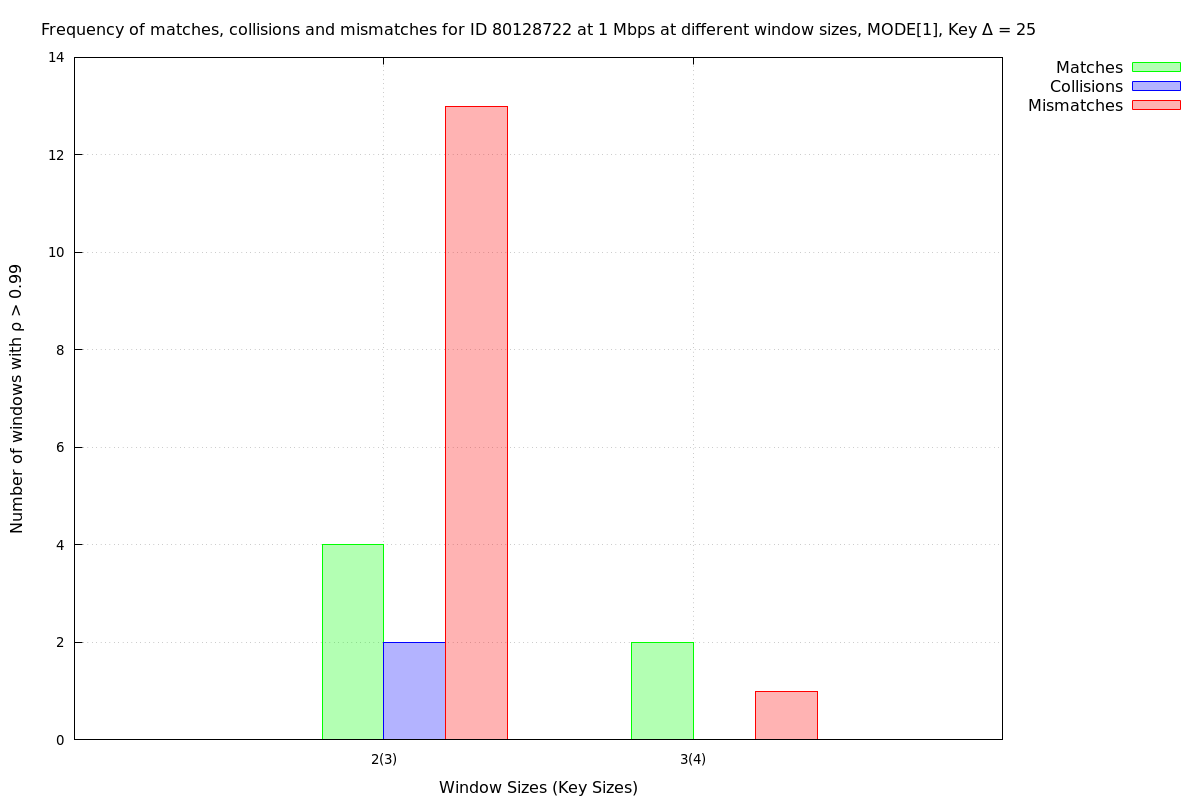 Frequency of matches, collisions and mismatches for ID 80128722 at 1 Mbps at different window sizes, MODE[1], Key Δ = 25
Matches
Collisions
Mismatches
Number of windows with ρ > 0.99
14
12
10
8
6
4
2
0
2(3)
3(4)
Window Sizes (Key Sizes)